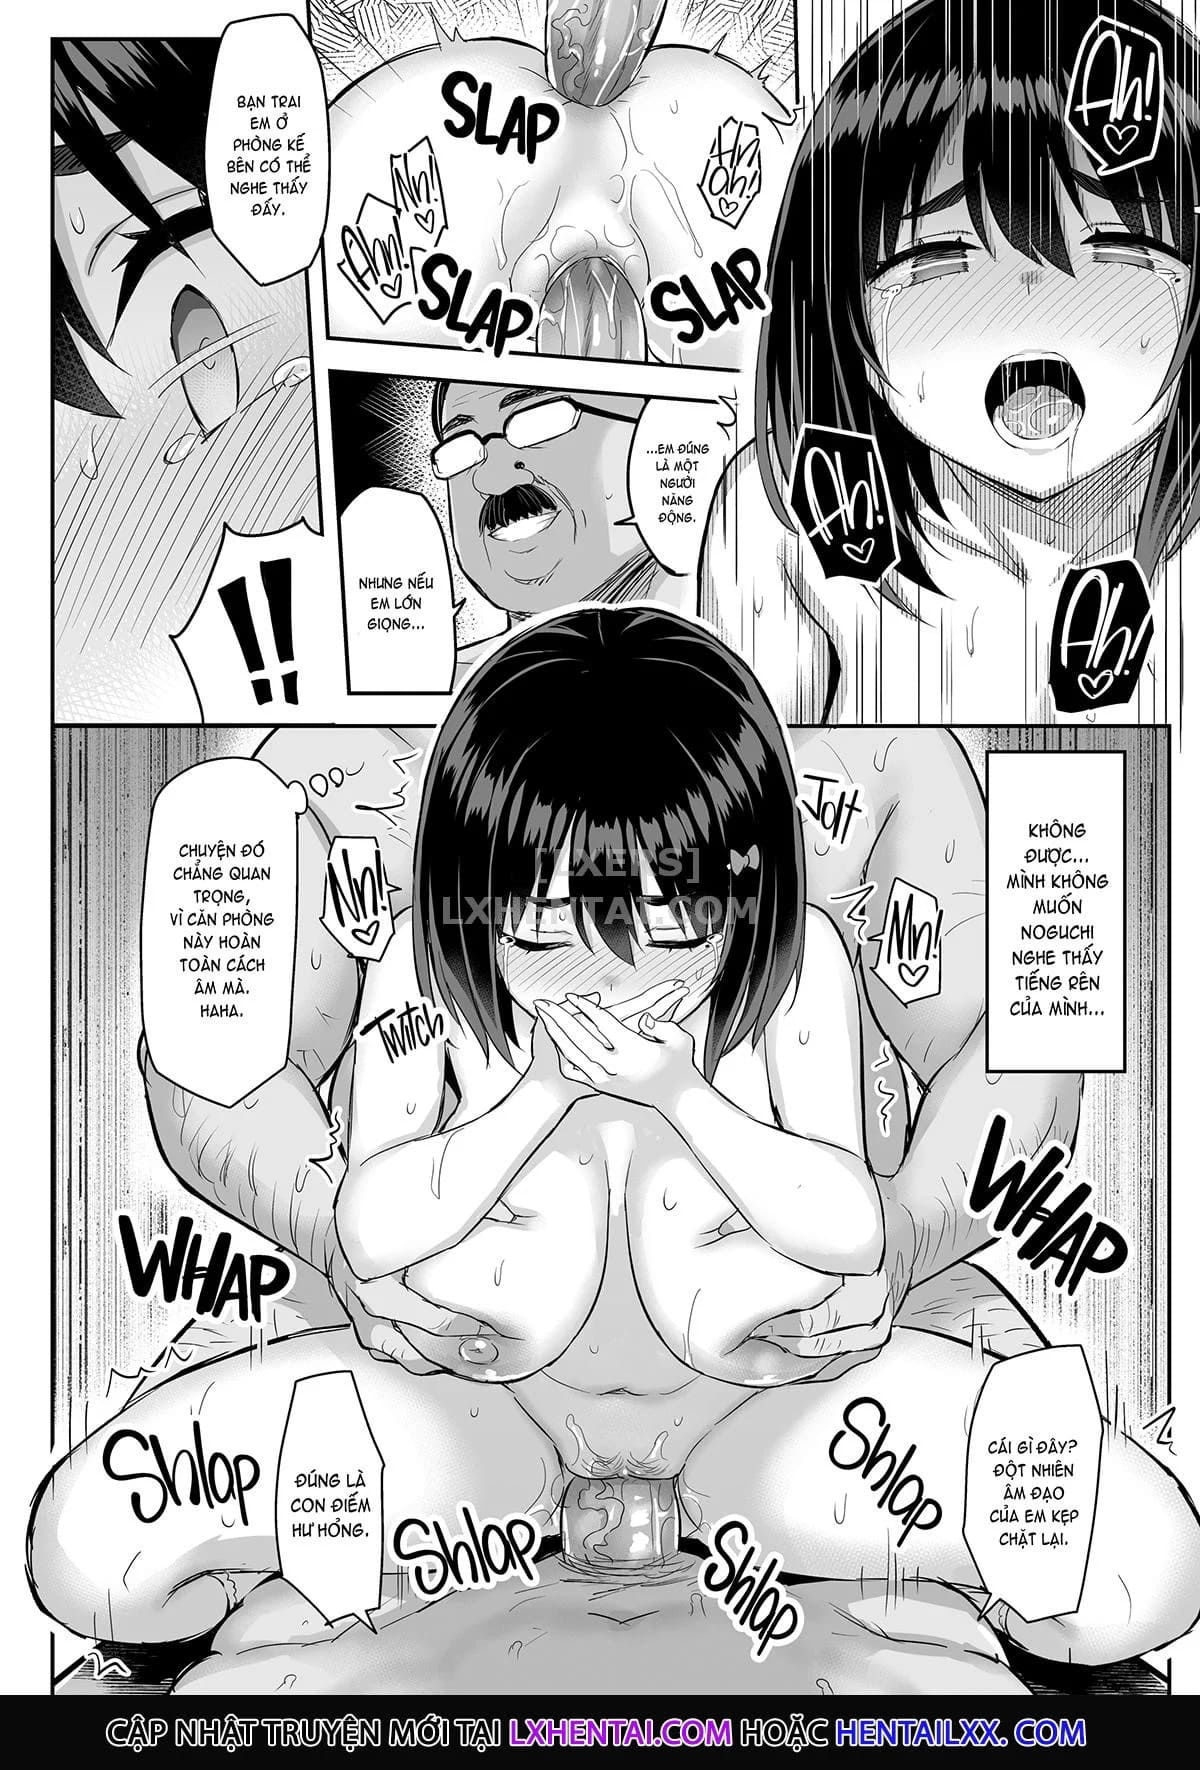 Ah!
Ah!
Ah!
SLAP
SLAP
SLAP
Hn
ah!
Nn!
Ahn!
...EM ĐÚNG
LÀ MỘT
NGƯỜI
NĂNG
ĐỘNG.
NHƯNG NẾU
EM LỚN
GIỌNG...
BẠN TRAI
EM Ở
PHÒNG KẾ
BÊN CÓ THỂ
NGHE THẤY
ĐẤY.
!!
KHÔNG
ĐƯỢC...
MÌNH KHÔNG
MUỐN
NOGUCHI
NGHE THẤY
TIẾNG RÊN
CỦA MÌNH...
Jolt
Mn!
Nn!
Twitch
CHUYỆN ĐÓ
CHẲNG QUAN
TRỌNG,
VÌ CĂN PHÒNG
NÀY HOÀN
TOÀN CÁCH
ÂM MÀ.
HAHA.
[LXERS]
LXHENTAI.COM
WHAP
WHAP
CÁI GÌ ĐÂY?
ĐỘT NHIÊN
ÂM ĐẠO
CỦA EM KẸP
CHẶT LẠI.
ĐÚNG LÀ
CON ĐIẾM
HƯ HỎNG.
Shlap
Shlap
Shlap
Shlap
CẬP NHẬT TRUYỆN MỚI TẠI LXHENTAI.COM HOẶC HENTAILXX. COM